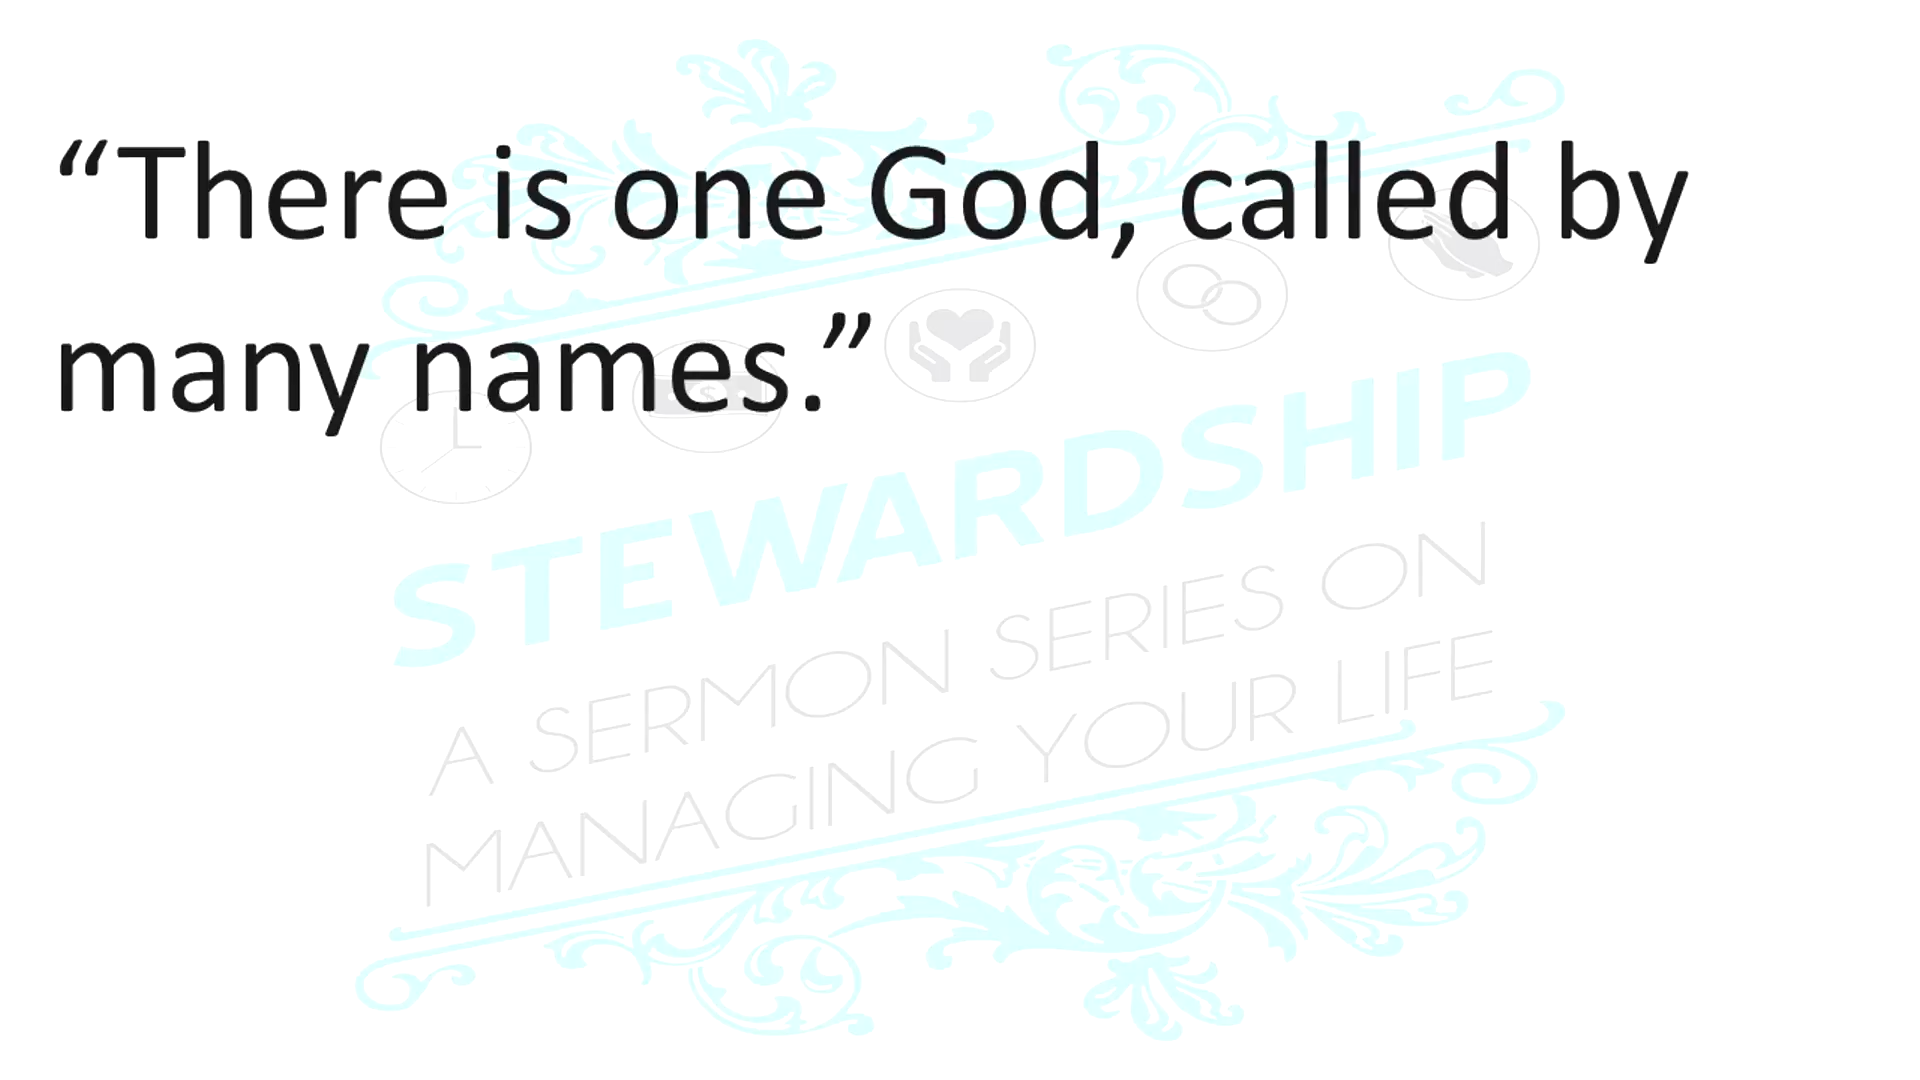 “There is one God, called by
many names.”
STEWARDSHIP
A SERMON SERIES ON
MANAGING YOUR LIFE